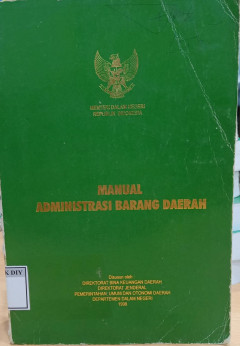 MENTERI DALAM NEGERI
REPUBLIK INDONESIA
MANUAL
ADMINISTRASI BARANG DAERAH
Disusun oleh :
DIREKTORAT BINA KEUANGAN DAERAH
DIREKTORAT JENDERAL
PEMERINTAHAN UMUM DAN OTONOMI DAERAH
DEPARTEMEN DALAM NEGERI
K DIV